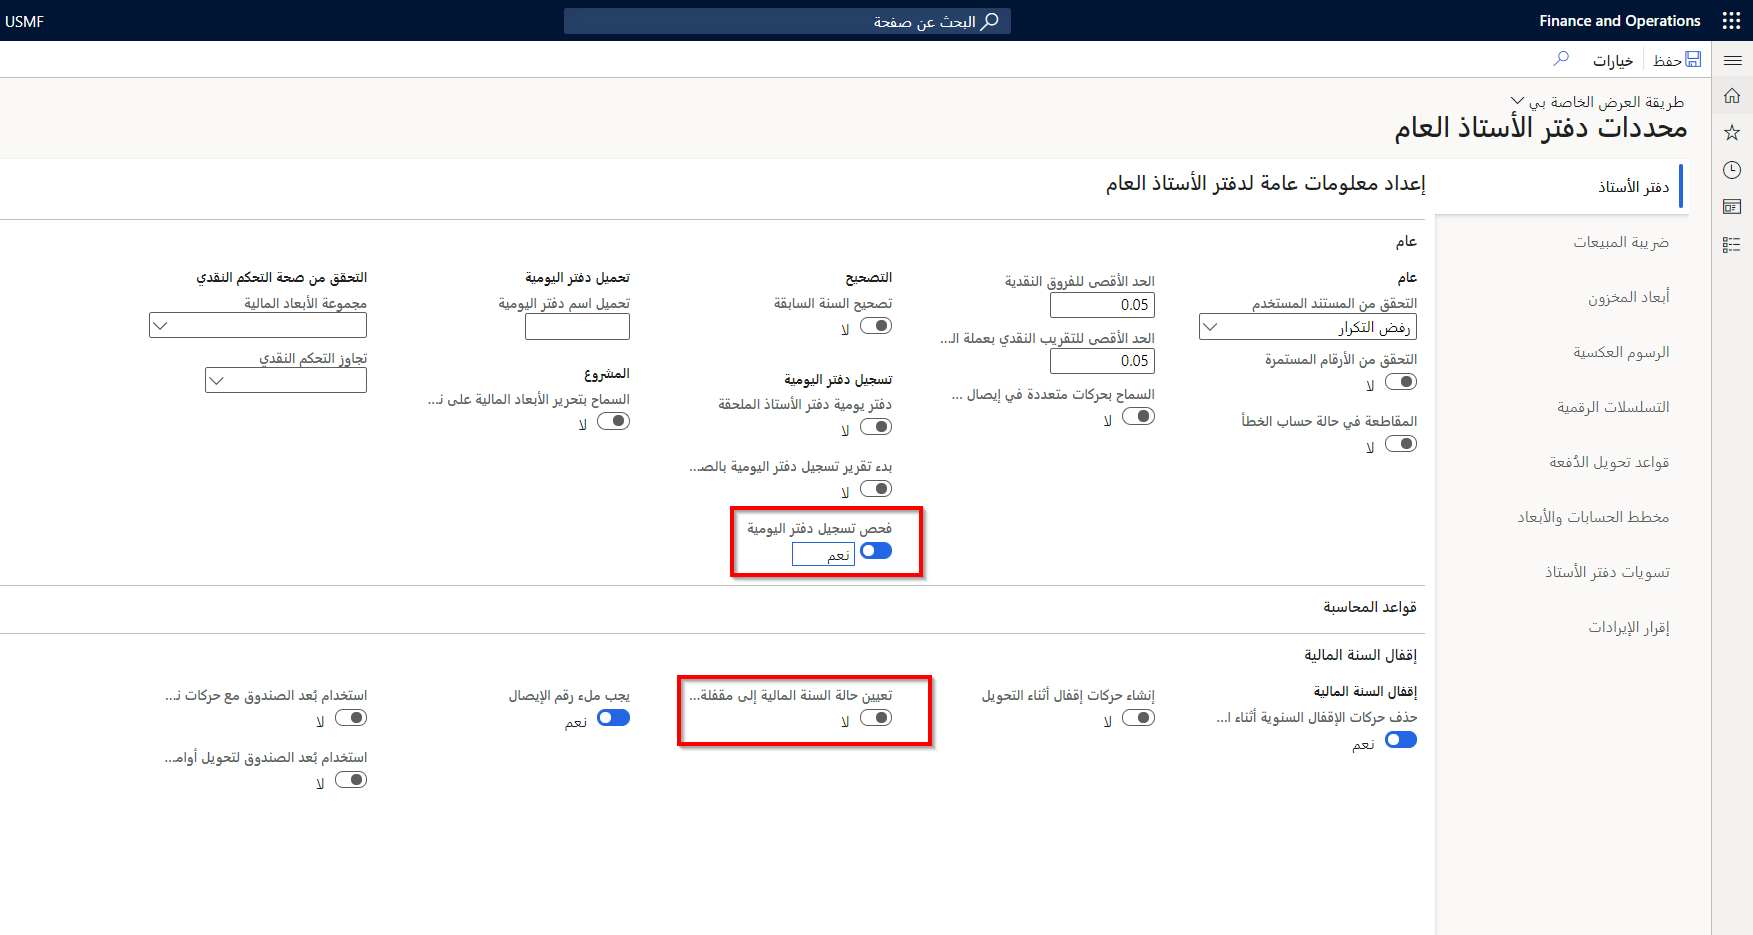 Finance and Operations
البحث عن صفحة
USMF
حفظ
خيارات
طريقة العرض الخاصة بي
محددات دفتر الأستاذ العام
دفتر الأستاذ
ضريبة المبيعات
أبعاد المخزون
الرسوم العكسية
التسلسلات الرقمية
قواعد تحويل الدُفعة
مخطط الحسابات والأبعاد
تسويات دفتر الأستاذ
إقرار الإيرادات
إعداد معلومات عامة لدفتر الأستاذ العام
عام
عام
التحقق من المستند المستخدم
رفض التكرار
التحقق من الأرقام المستمرة
لا
المقاطعة في حالة حساب الخطأ
لا
الحد الأقصى للفروق النقدية
0.05
الحد الأقصى للتقريب النقدي بعملة الـ...
0.05
السماح بحركات متعددة في إيصال ...
لا
التصحيح
تصحيح السنة السابقة
لا
تسجيل دفتر اليومية
دفتر يومية دفتر الأستاذ الملحقة
لا
بدء تقرير تسجيل دفتر اليومية بالصـ...
لا
فحص تسجيل دفتر اليومية
نعم
تحميل دفتر اليومية
تحميل اسم دفتر اليومية
المشروع
السماح بتحرير الأبعاد المالية على نـ...
لا
التحقق من صحة التحكم النقدي
مجموعة الأبعاد المالية
تجاوز التحكم النقدي
قواعد المحاسبة
إقفال السنة المالية
إقفال السنة المالية
حذف حركات الإقفال السنوية أثناء ا...
نعم
إنشاء حركات إقفال أثناء التحويل
لا
تعيين حالة السنة المالية إلى مقفلة...
لا
يجب ملء رقم الإيصال
نعم
استخدام بُعد الصندوق مع حركات نـ...
لا
استخدام بُعد الصندوق لتحويل أوامـ...
لا